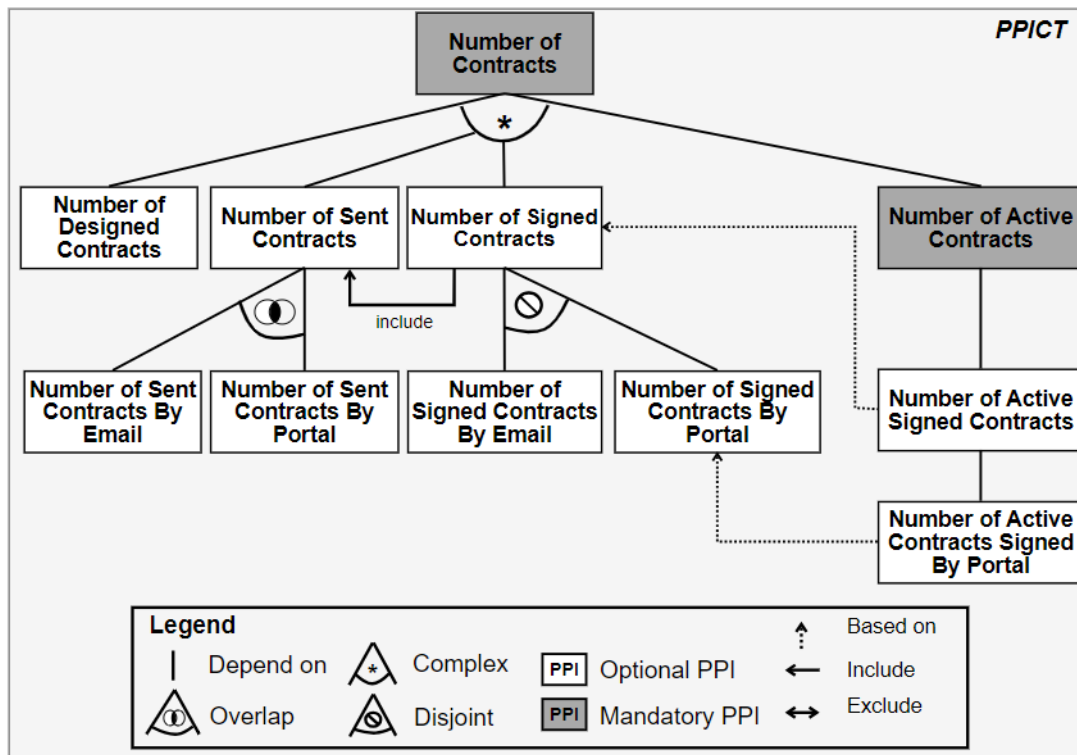 PPICT
Number of
Contracts
*
Number of
Designed
Contracts
Number of Sent
Contracts
Number of Signed
Contracts
Number of Active
Contracts
include
Number of Sent
Contracts By
Email
Number of Sent
Contracts By
Portal
Number of
Signed Contracts
By Email
Number of Signed
Contracts By
Portal
Number of Active
Signed Contracts
Number of Active
Contracts Signed
By Portal
Legend
Depend on
* Complex
PPI Optional PPI
Based on
Include
Overlap
Disjoint
PPI Mandatory PPI
Exclude